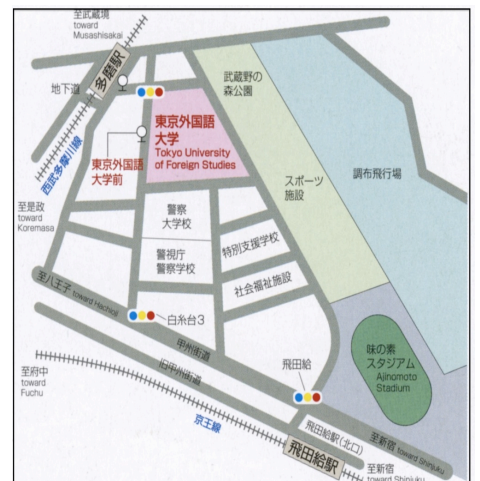 至武蔵境
toward
Musashisakai
多磨駅
地下道
武蔵野の
森公園
東京外国語
大学
Tokyo University
of Foreign Studies
東京外国語
大学前
西武多摩川線
調布飛行場
スポーツ
施設
至是政
toward
Koremasa
警察
大学校
特別支援学校
警視庁
警察学校
社会福祉施設
至八王子 toward Hachioji
白糸台3
甲州街道
旧甲州街道
飛田給
味の素
スタジアム
Ajinomoto
Stadium
至府中
toward
Fuchu
京王線
飛田給駅(北口)
飛田給駅
至新宿 toward Shinjuku
至新宿
toward Shinjuku